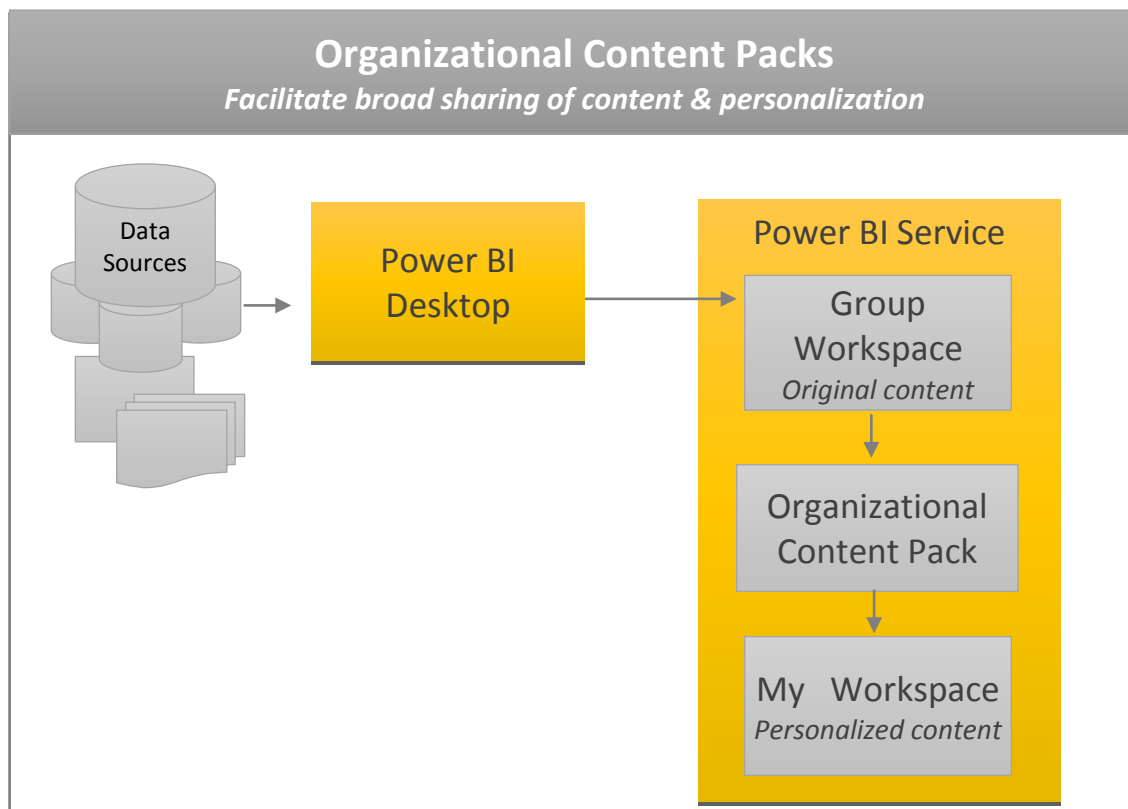 Organizational Content Packs
Facilitate broad sharing of content & personalization
Data
Sources
Power BI
Desktop
Power BI Service
Group
Workspace
Original content
Organizational
Content Pack
My Workspace
Personalized content